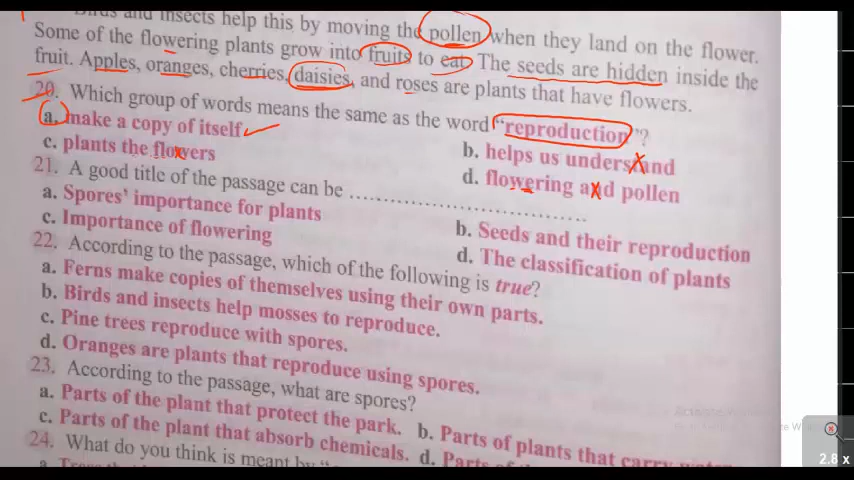 Birds and insects help this by moving the pollen when they land on the flower.
Some of the flowering plants grow into fruits to eat. The seeds are hidden inside the
fruit. Apples, oranges, cherries, daisies, and roses are plants that have flowers.
20. Which group of words means the same as the word "reproduction"?
a. make a copy of itself
b. helps us understand
c. plants the flowers
d. flowering and pollen
21. A good title of the passage can be ....................................
a. Spores' importance for plants
b. Seeds and their reproduction
c. Importance of flowering
d. The classification of plants
22. According to the passage, which of the following is true?
a. Ferns make copies of themselves using their own parts.
b. Birds and insects help mosses to reproduce.
c. Pine trees reproduce with spores.
d. Oranges are plants that reproduce using spores.
23. According to the passage, what are spores?
a. Parts of the plant that protect the park.
b. Parts of plants that carry water
c. Parts of the plant that absorb chemicals.
d. Parts
24. What do you think is meant by
2.8 x